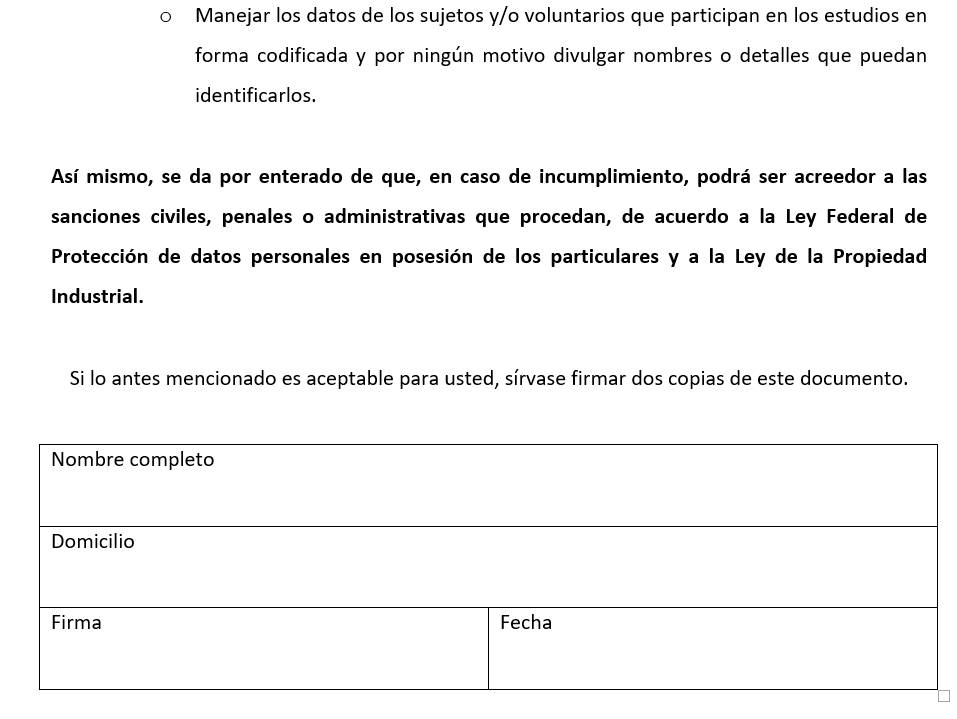 o Manejar los datos de los sujetos y/o voluntarios que participan en los estudios en
forma codificada y por ningún motivo divulgar nombres o detalles que puedan
identificarlos.
Así mismo, se da por enterado de que, en caso de incumplimiento, podrá ser acreedor a las
sanciones civiles, penales o administrativas que procedan, de acuerdo a la Ley Federal de
Protección de datos personales en posesión de los particulares y a la Ley de la Propiedad
Industrial.
Si lo antes mencionado es aceptable para usted, sírvase firmar dos copias de este documento.
Nombre completo
Domicilio
Firma
Fecha